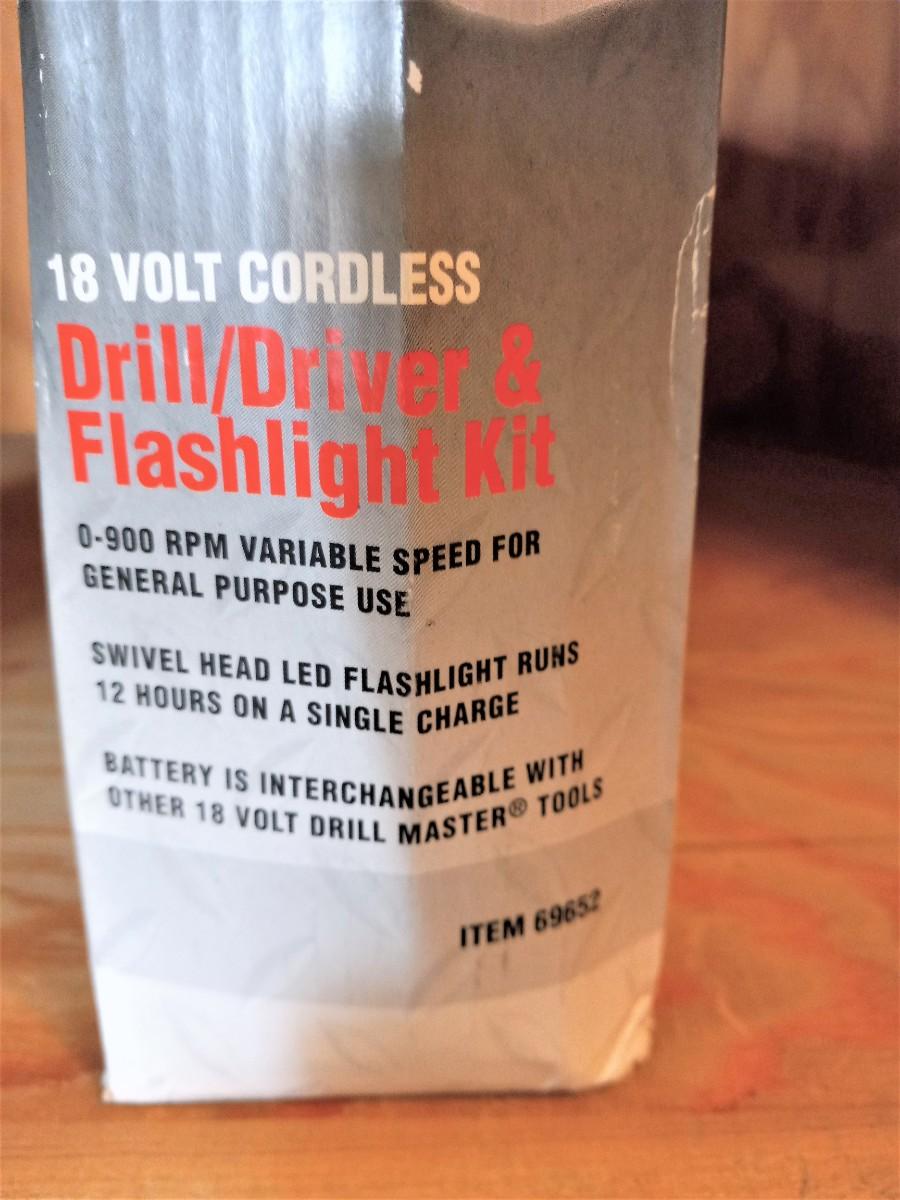 18 VOLT CORDLESS
Drill/Driver &
Flashlight Kit
0-900 RPM VARIABLE SPEED FOR
GENERAL PURPOSE USE
SWIVEL HEAD LED FLASHLIGHT RUNS
12 HOURS ON A SINGLE CHARGE
BATTERY IS INTERCHANGEABLE WITH
OTHER 18 VOLT DRILL MASTER® TOOLS
ITEM 69652